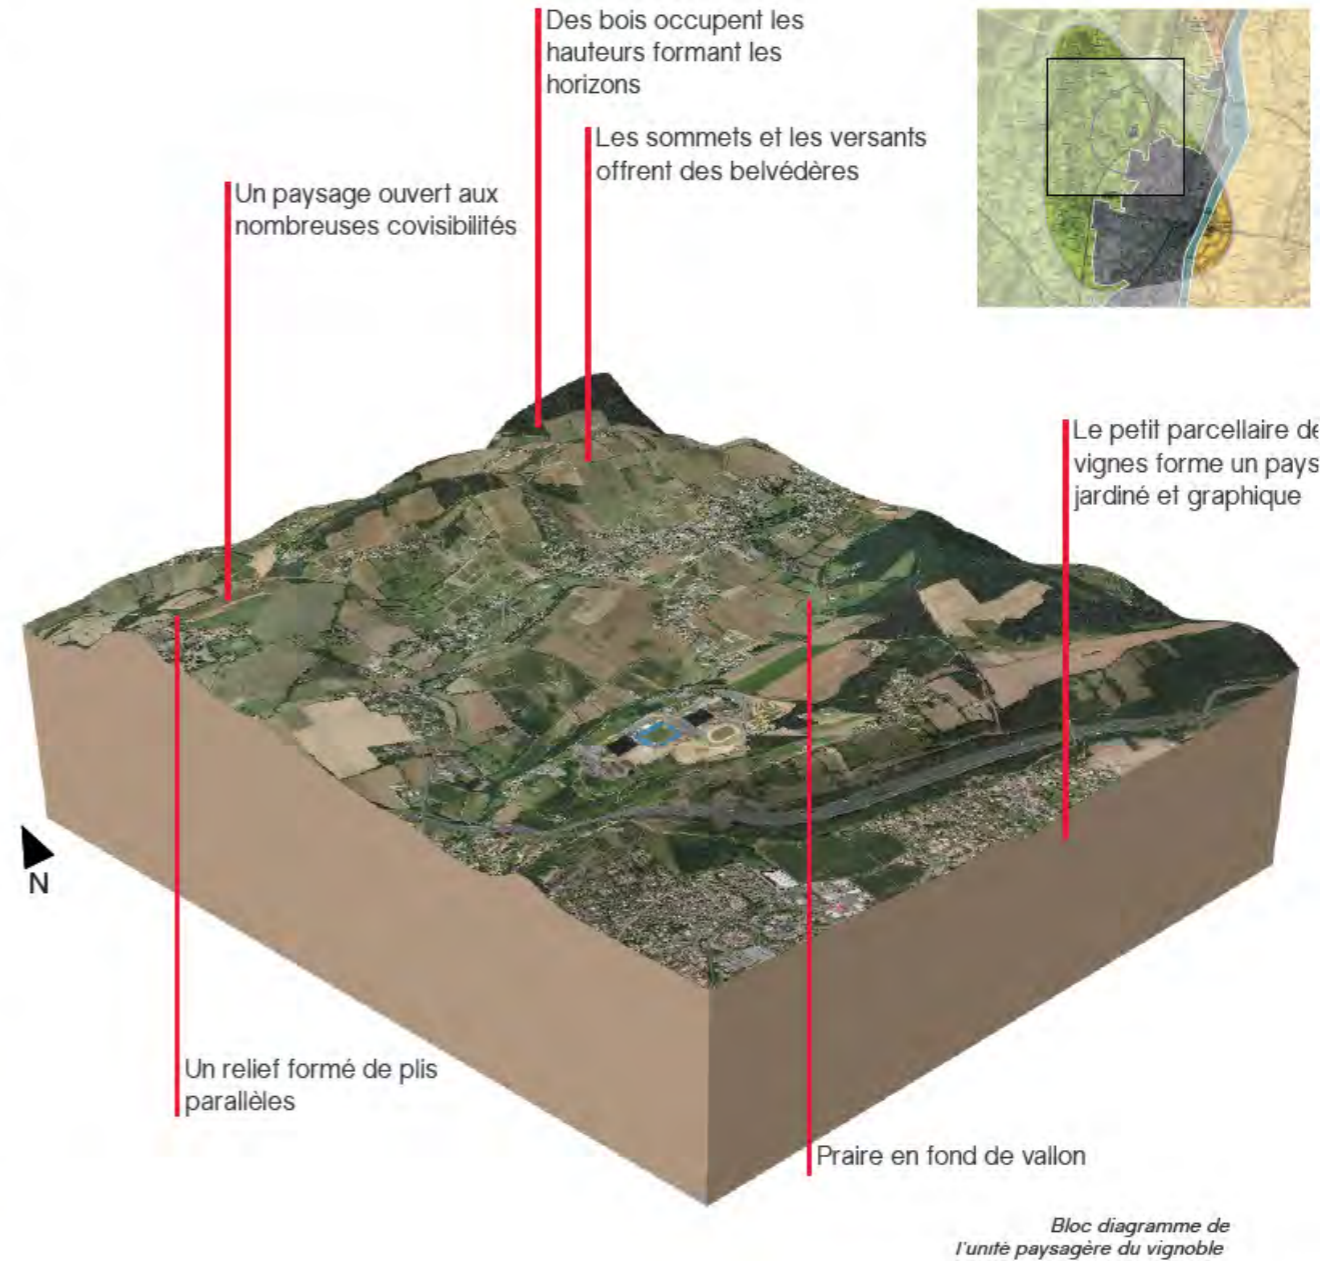 Des bois occupent les
hauteurs formant les
horizons
Les sommets et les versants
offrent des belvédères
Un paysage ouvert aux
nombreuses covisibilités
Le petit parcellaire de
vignes forme un pays
jardiné et graphique
N
Un relief formé de plis
parallèles
Praire en fond de vallon
Bloc diagramme de
l'unité paysagère du vignoble